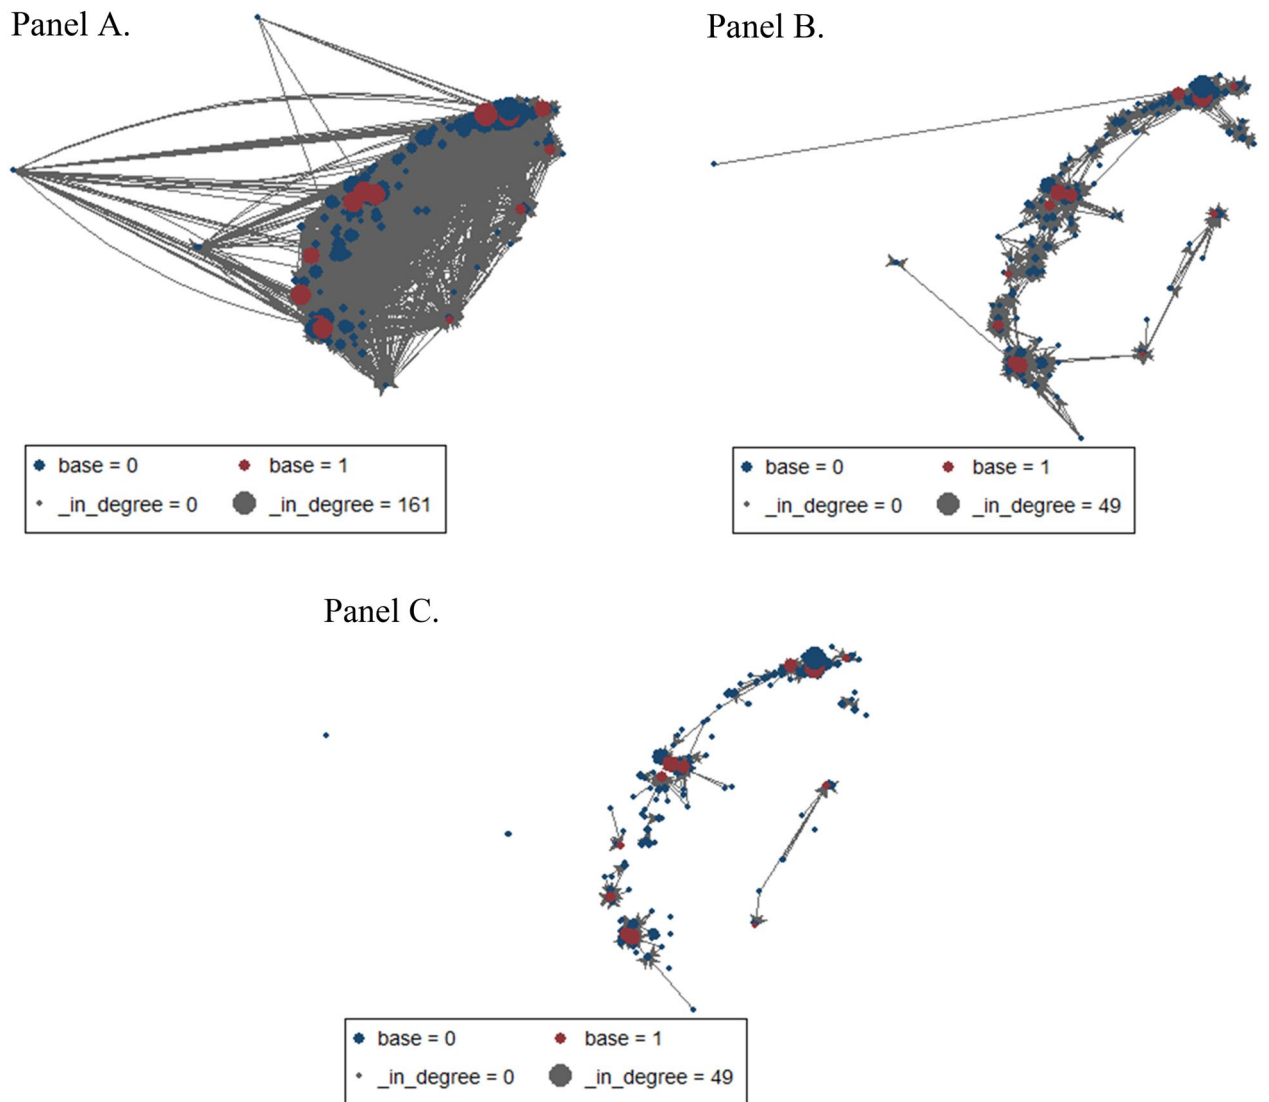 Panel A.
Panel B.
base = 0 base = 1
_in_degree = 0 _in_degree = 161
base = 0 base = 1
_in_degree = 0 _in_degree = 49
Panel C.
base = 0 base = 1
_in_degree = 0 _in_degree = 49